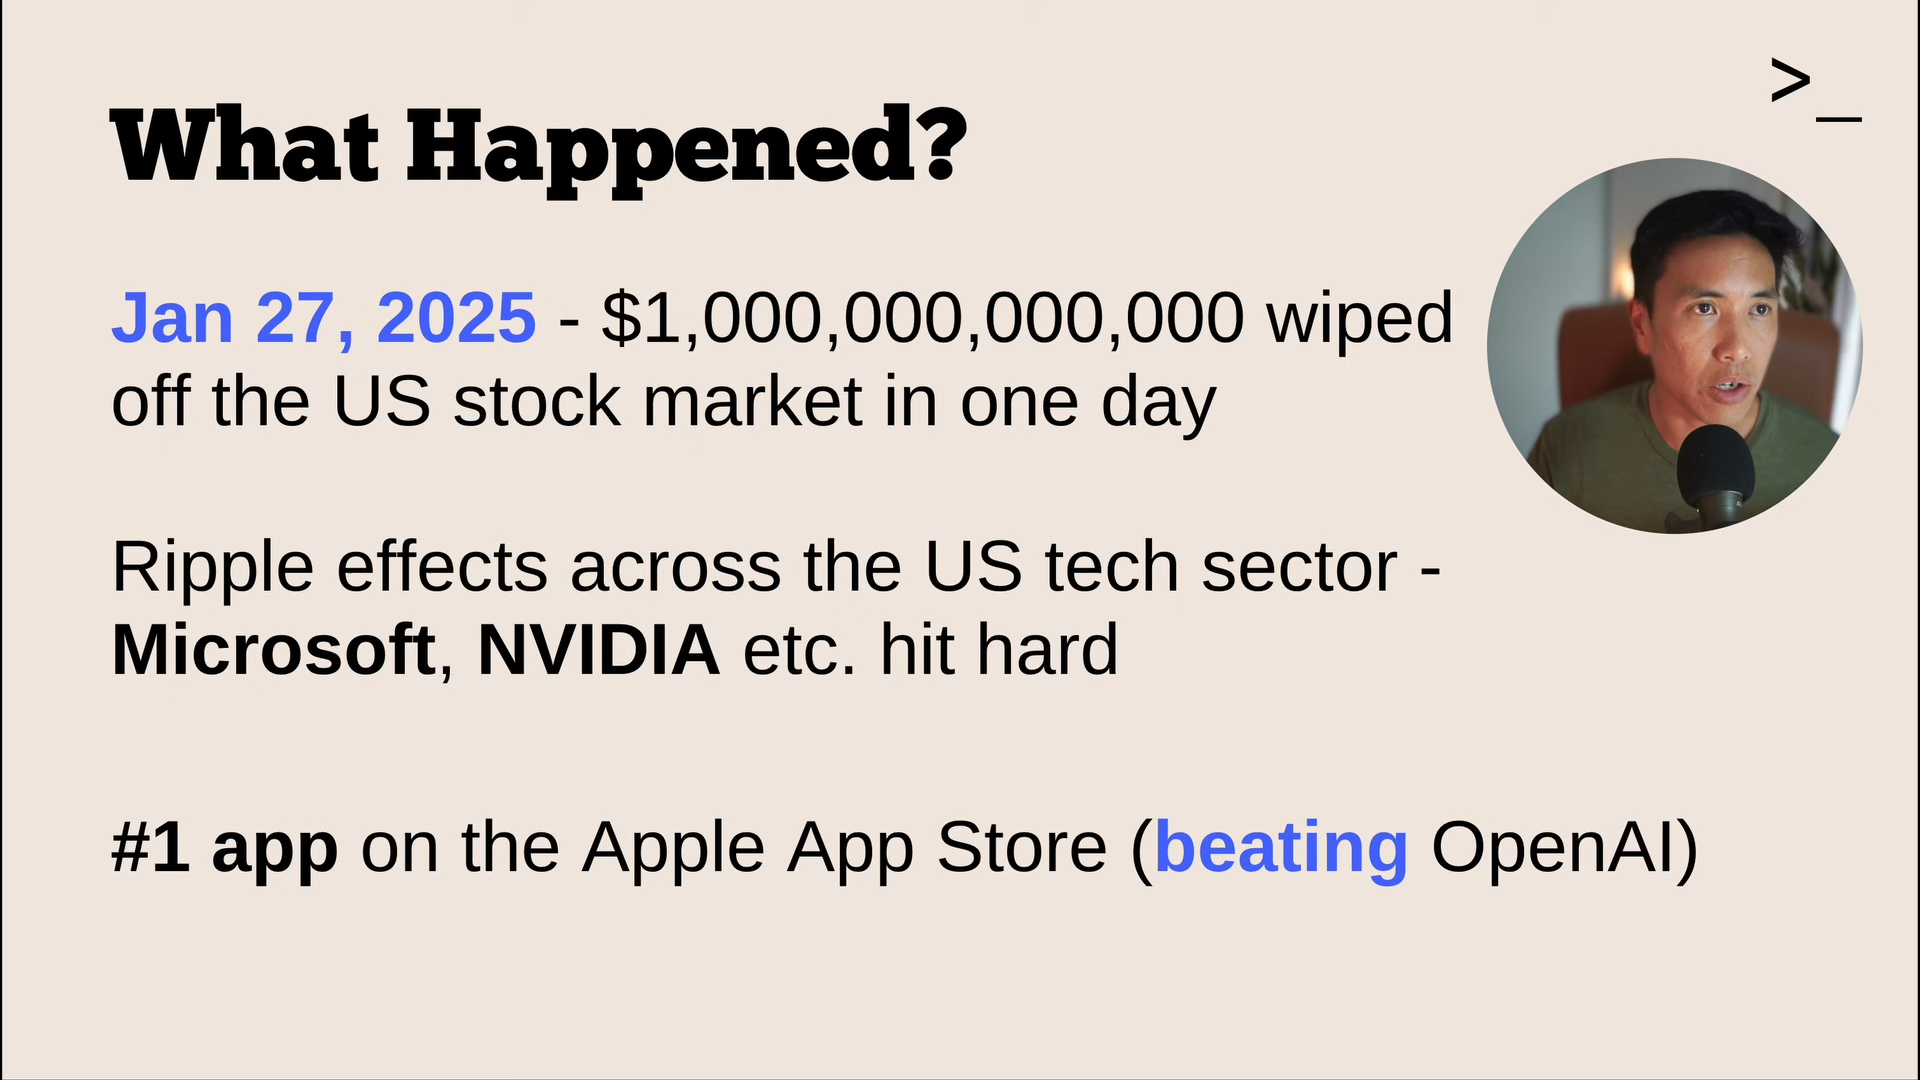 >_
What Happened?
Jan 27, 2025 - $1,000,000,000,000 wiped
off the US stock market in one day
Ripple effects across the US tech sector -
Microsoft, NVIDIA etc. hit hard
#1 app on the Apple App Store (beating OpenAI)